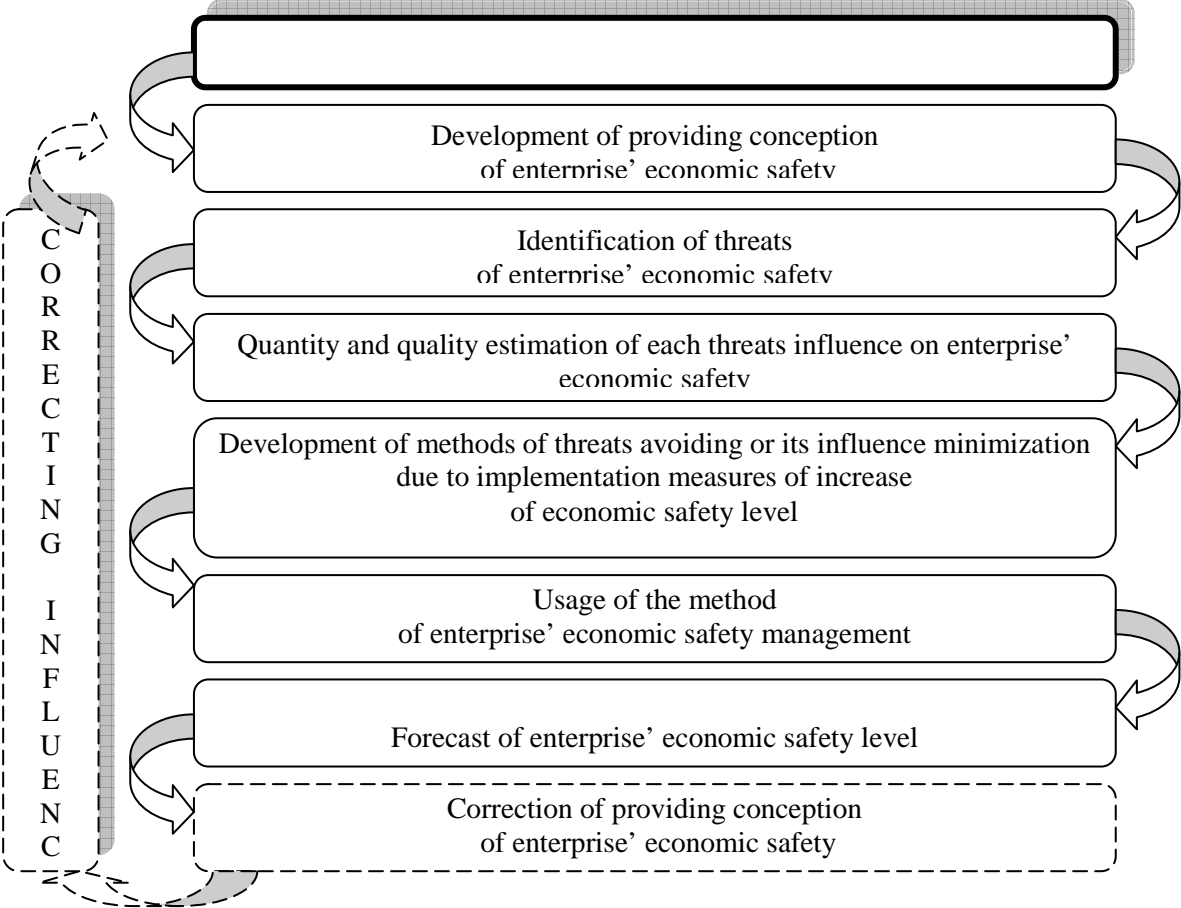 Development of providing conception
of enterprise’ economic safety
Identification of threats
of enterprise’ economic safety
Quantity and quality estimation of each threats influence on enterprise’
economic safety
Development of methods of threats avoiding or its influence minimization
due to implementation measures of increase
of economic safety level
Usage of the method
of enterprise’ economic safety management
Forecast of enterprise’ economic safety level
Correction of providing conception
of enterprise’ economic safety
CORRECTING INFLUENC